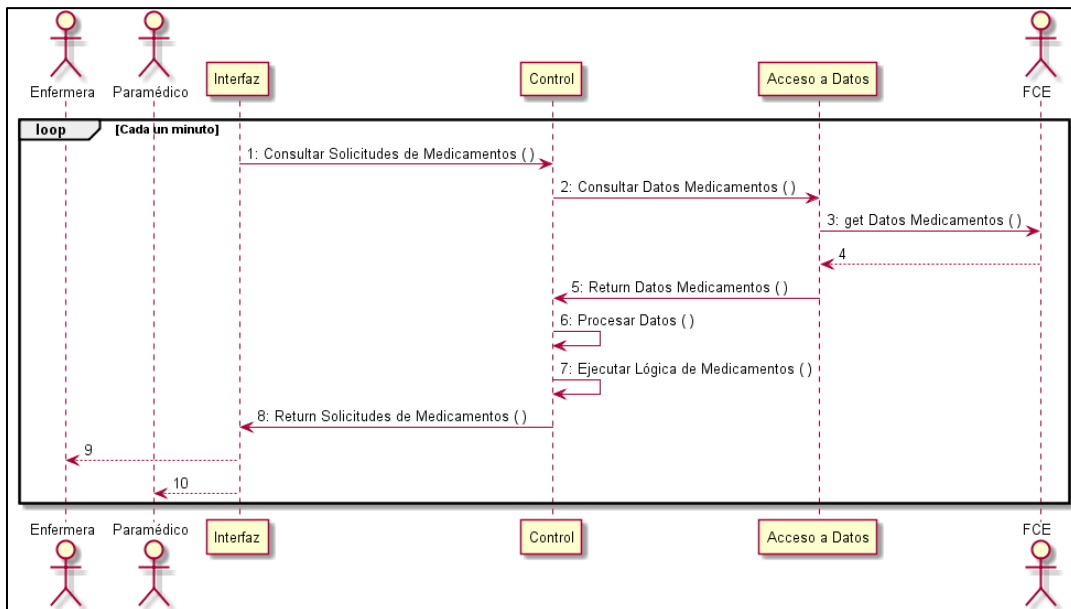 Enfermera
Paramédico
Interfaz
Control
Acceso a Datos
FCE
loop
[Cada un minuto]
1: Consultar Solicitudes de Medicamentos ( )
2: Consultar Datos Medicamentos ( )
3: get Datos Medicamentos ( )
4
5: Return Datos Medicamentos ( )
6: Procesar Datos ( )
7: Ejecutar Lógica de Medicamentos ( )
8: Return Solicitudes de Medicamentos ( )
9
10
Enfermera
Paramédico
Interfaz
Control
Acceso a Datos
FCE